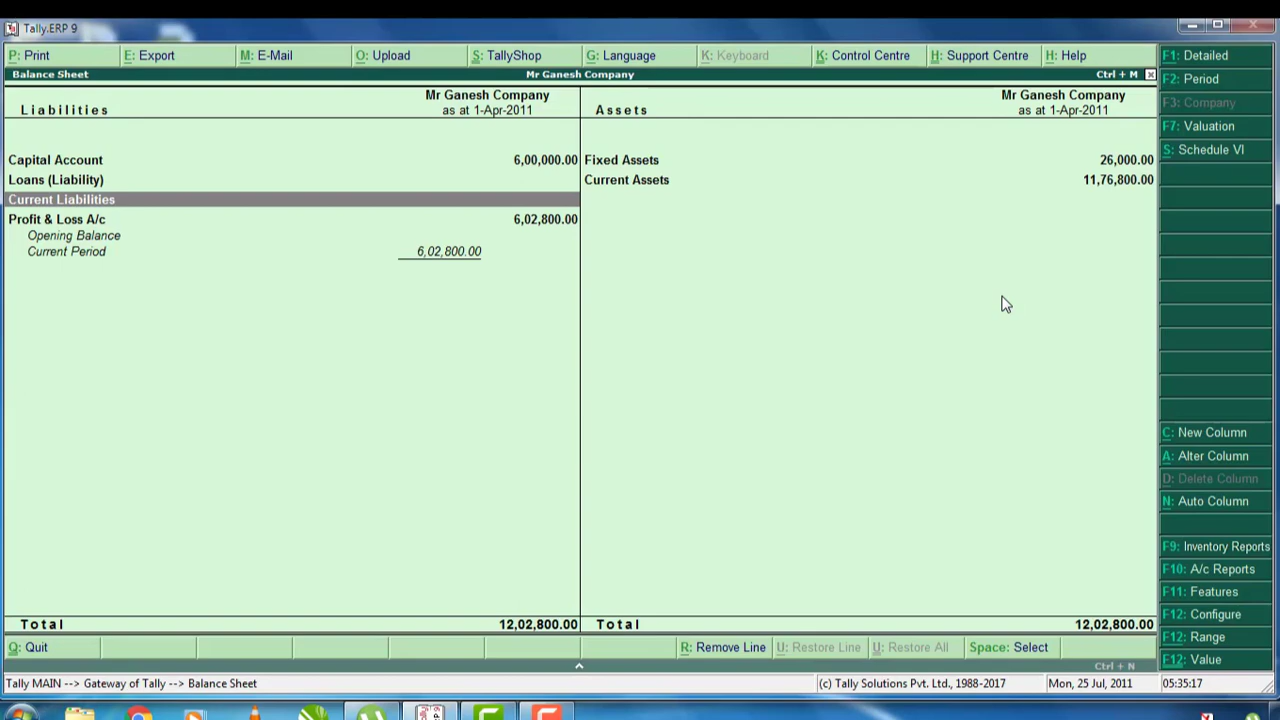 Tally.ERP 9
P: Print E: Export M: E-Mail O: Upload S: TallyShop G: Language K: Keyboard K: Control Centre H: Support Centre H: Help
Balance Sheet Mr Ganesh Company Ctrl + M
Mr Ganesh Company Mr Ganesh Company
Liabilities as at 1-Apr-2011 Assets as at 1-Apr-2011
Capital Account 6,00,000.00 Fixed Assets 26,000.00
Loans (Liability) Current Assets 11,76,800.00
Current Liabilities
Profit & Loss A/c 6,02,800.00
Opening Balance
Current Period 6,02,800.00
Total 12,02,800.00 Total 12,02,800.00
F1: Detailed
F2: Period
F3: Company
F7: Valuation
S: Schedule VI
C: New Column
A: Alter Column
D: Delete Column
N: Auto Column
F9: Inventory Reports
F10: A/c Reports
F11: Features
F12: Configure
F12: Range
F12: Value
Q: Quit R: Remove Line U: Restore Line U: Restore All Space: Select
Ctrl + N
Tally MAIN --> Gateway of Tally --> Balance Sheet (c) Tally Solutions Pvt. Ltd., 1988-2017 Mon, 25 Jul, 2011 05:35:17